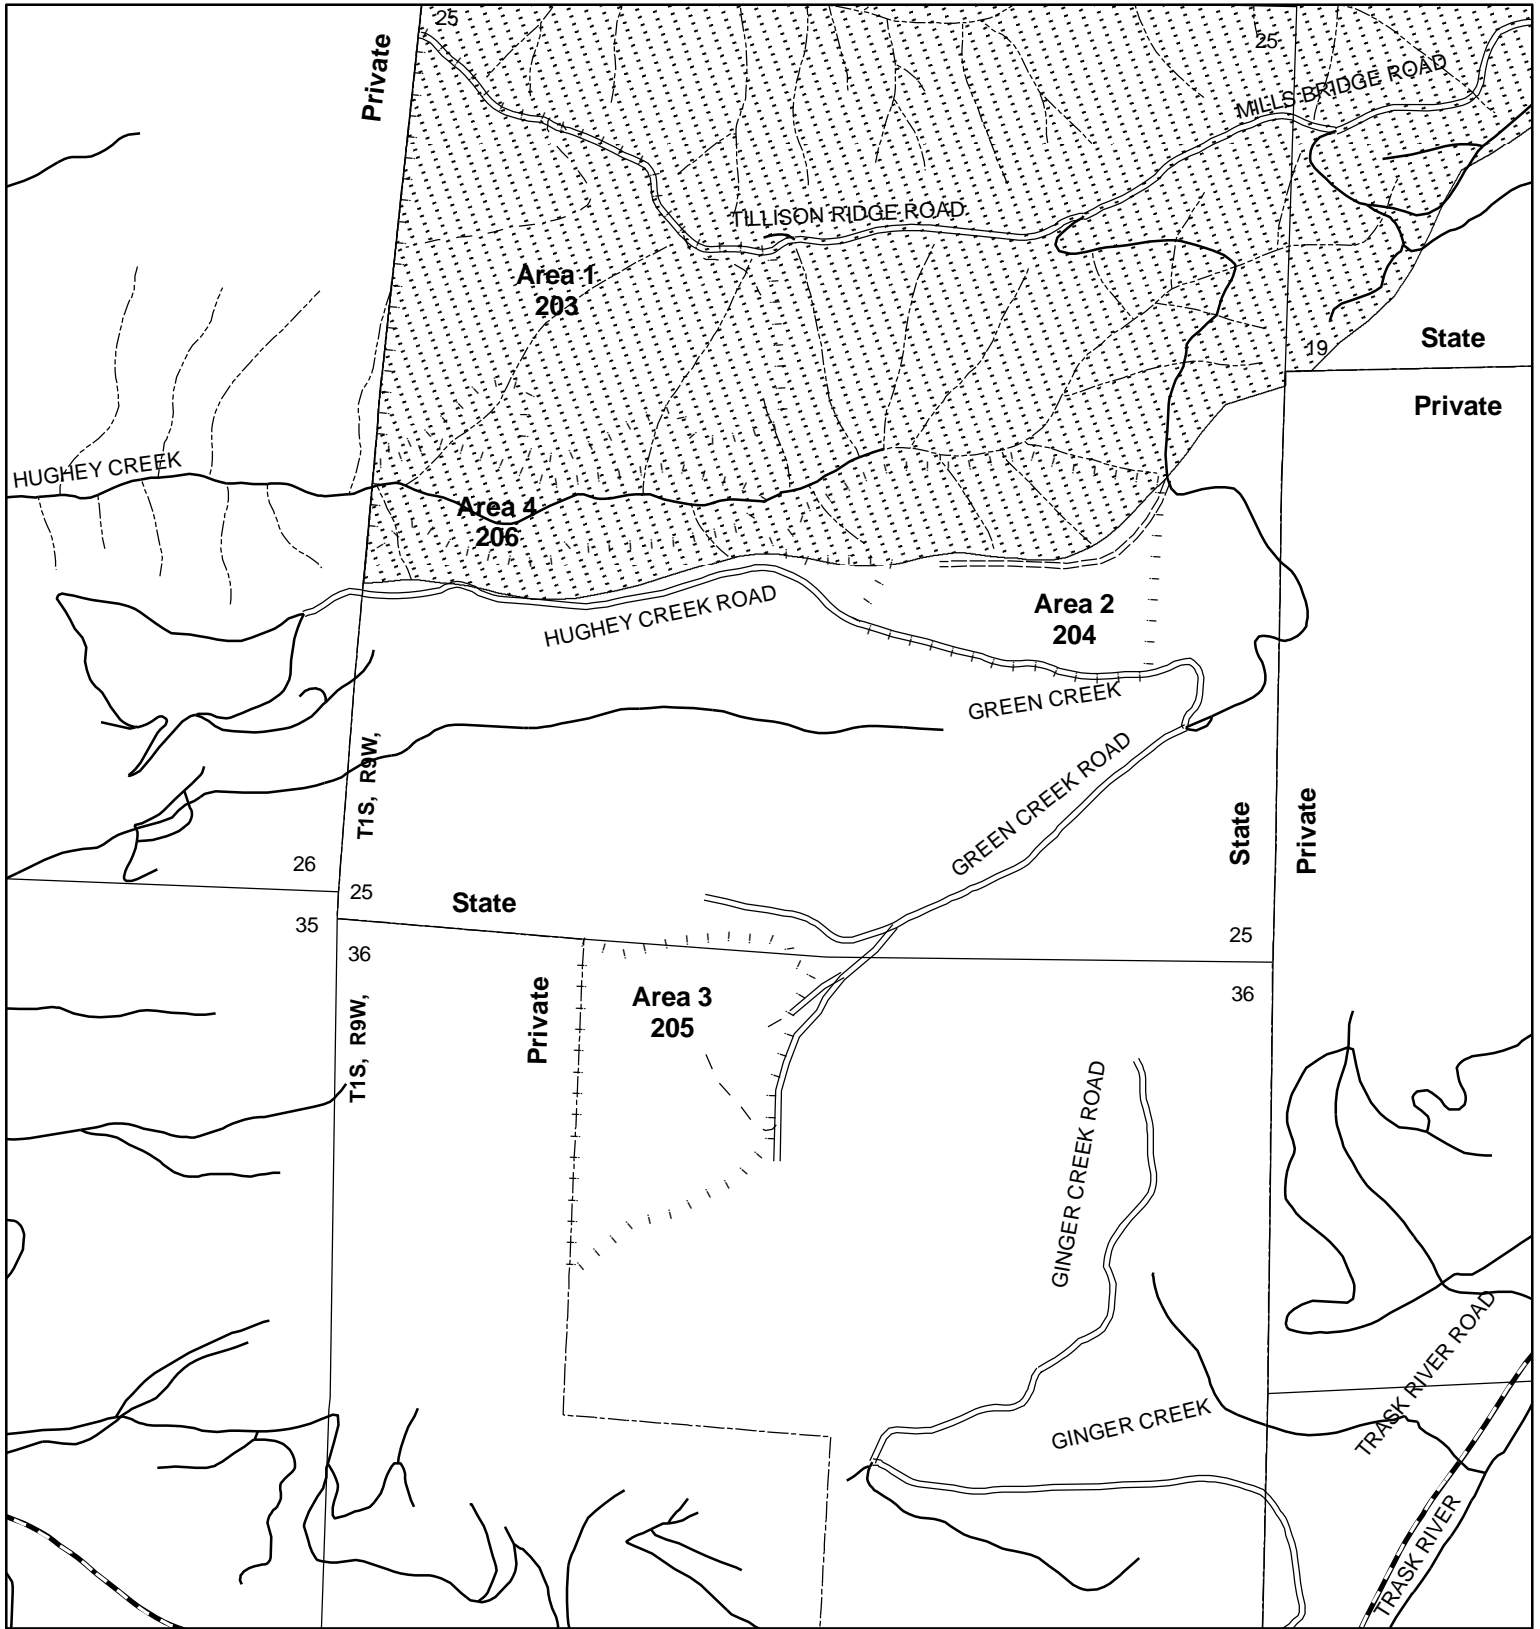 25
25
Private
MILLS BRIDGE ROAD
TILLISON RIDGE ROAD
Area 1
203
19
State
Private
HUGHEY CREEK
Area 4
206
Area 2
204
HUGHEY CREEK ROAD
GREEN CREEK
GREEN CREEK ROAD
T1S, R9W,
State
Private
26
25
State
35
36
25
36
Private
Area 3
205
T1S, R9W,
GINGER CREEK ROAD
GINGER CREEK
TRASK RIVER ROAD
TRASK RIVER